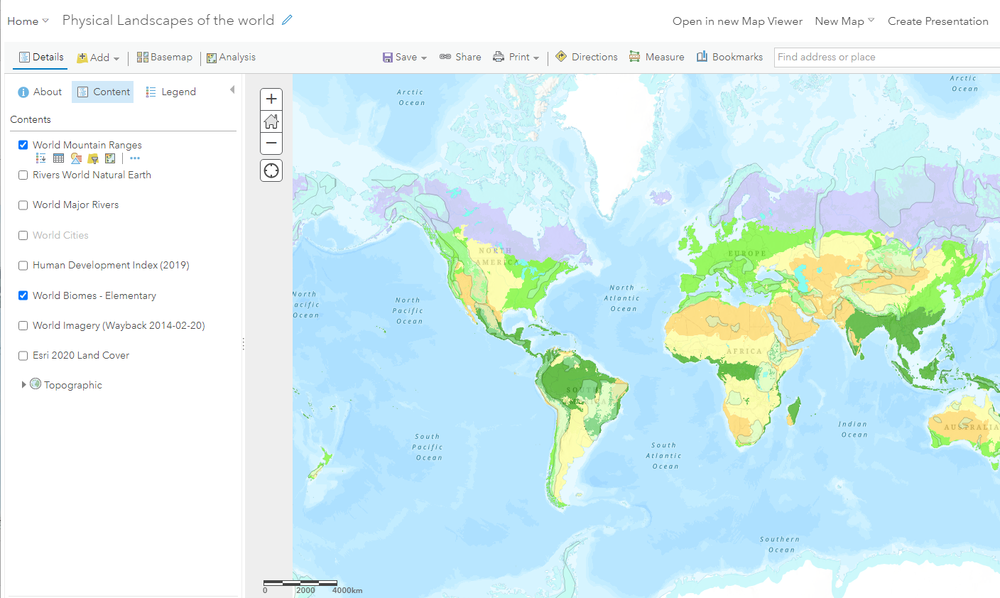 Home
Physical Landscapes of the world
Open in new Map Viewer
New Map
Create Presentation
Details
Add
Basemap
Analysis
Save
Share
Print
Directions
Measure
Bookmarks
Find address or place
About
Content
Legend
Contents
World Mountain Ranges
Rivers World Natural Earth
World Major Rivers
World Cities
Human Development Index (2019)
World Biomes - Elementary
World Imagery (Wayback 2014-02-20)
Esri 2020 Land Cover
Topographic
Arctic
Ocean
Arctic
Ocean
NORTH
AMERICA
EUROPE
ASIA
North
Atlantic
Ocean
North
Pacific
Ocean
orth
acific
Ocean
AFRICA
SOUTH
AMERICA
AUSTRALIA
Indian
Ocean
South
Pacific
Ocean
South
Atlantic
Ocean
Southern
Ocean
0 2000 4000km